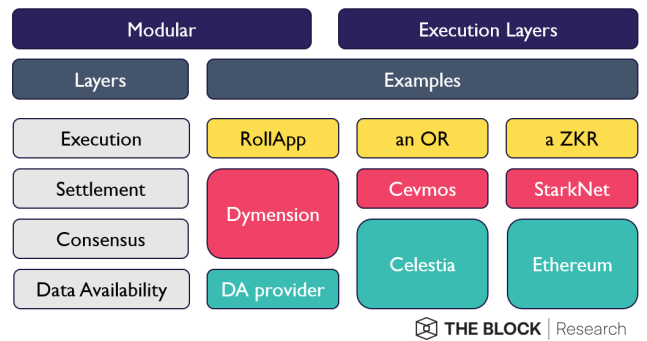 Modular
Execution Layers
Layers
Examples
Execution
RollApp
an OR
a ZKR
Settlement
Dymension
Cevmos
StarkNet
Consensus
Celestia
Ethereum
Data Availability
DA provider
THE BLOCK | Research